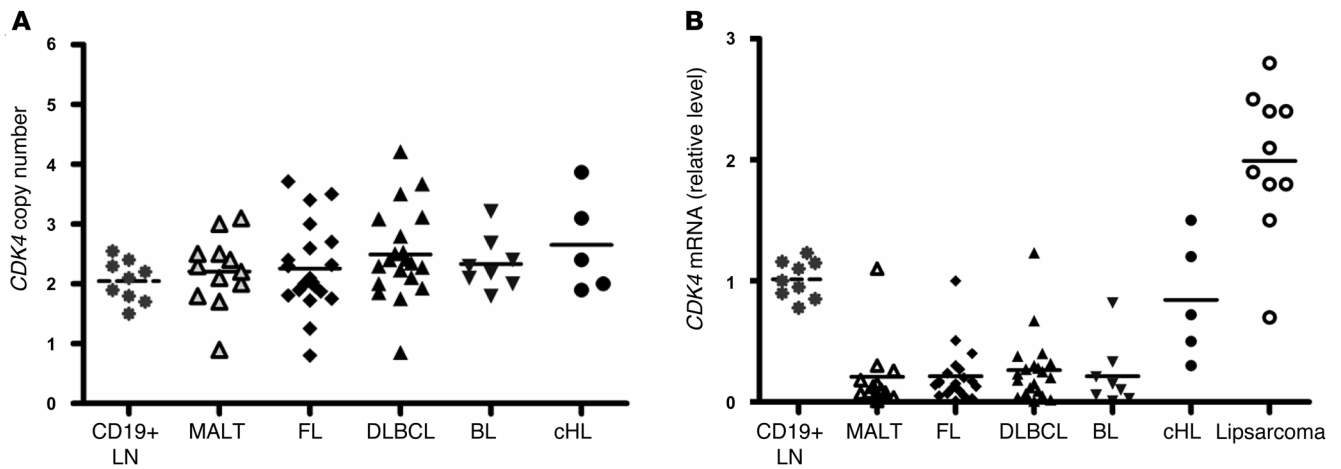 A
CDK4 copy number
6
5
4
3
2
1
0
CD19+
LN
MALT
FL
DLBCL
BL
cHL
B
CDK4 mRNA (relative level)
3
2
1
0
CD19+
LN
MALT
FL
DLBCL
BL
cHL
Lipsarcoma